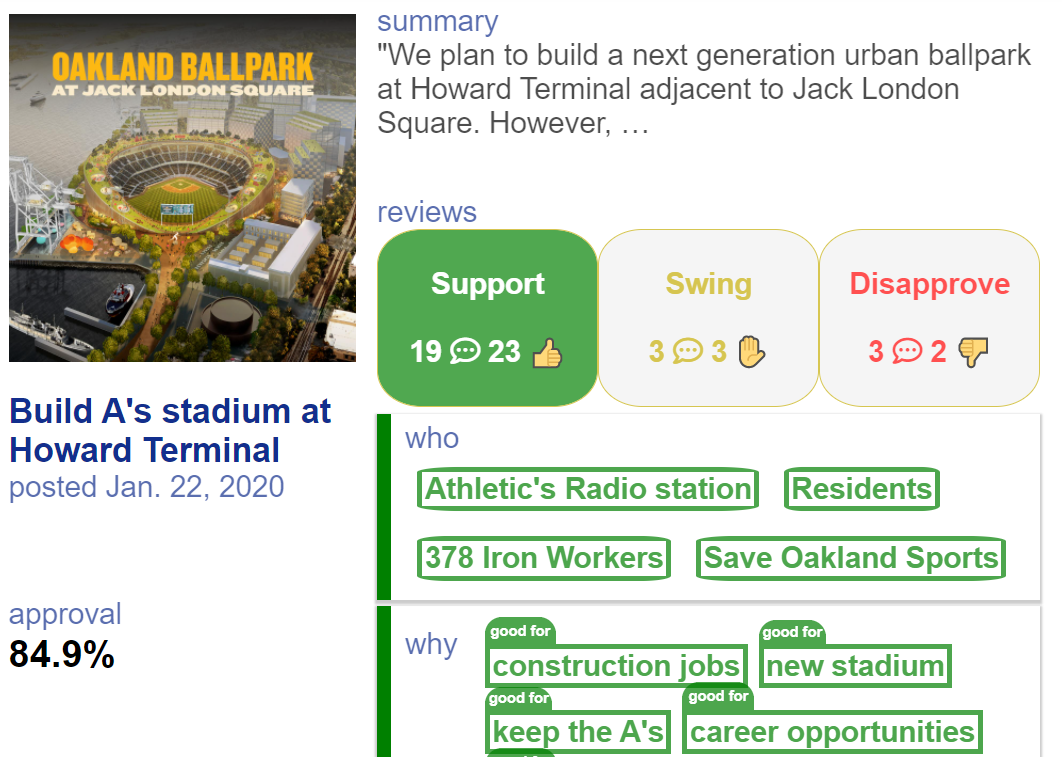 OAKLAND BALLPARK
AT JACK LONDON SQUARE
Build A's stadium at
Howard Terminal
posted Jan. 22, 2020
approval
84.9%
summary
"We plan to build a next generation urban ballpark
at Howard Terminal adjacent to Jack London
Square. However, …
reviews
Support
19 23
Swing
3 3
Disapprove
3 2
who
Athletic's Radio station Residents
378 Iron Workers Save Oakland Sports
why
good for good for
construction jobs new stadium
good for good for
keep the A's career opportunities